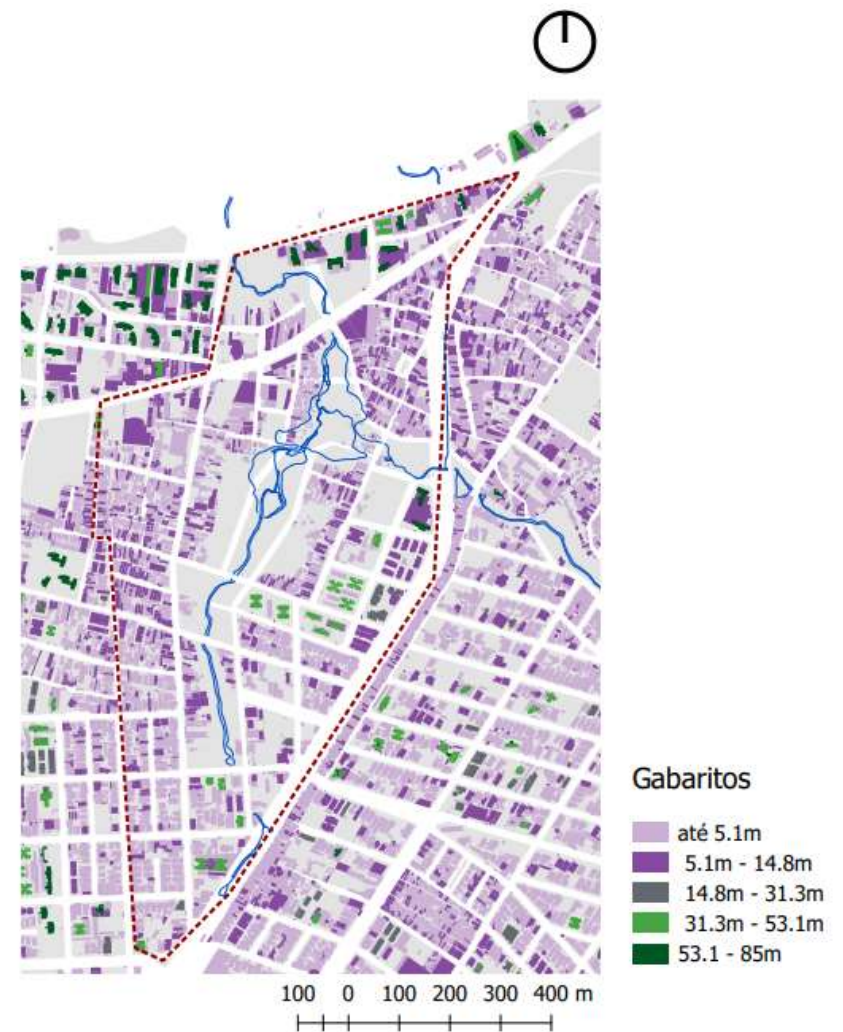 Gabaritos
até 5.1m
5.1m - 14.8m
14.8m - 31.3m
31.3m - 53.1m
53.1 - 85m
100 0 100 200 300 400 m